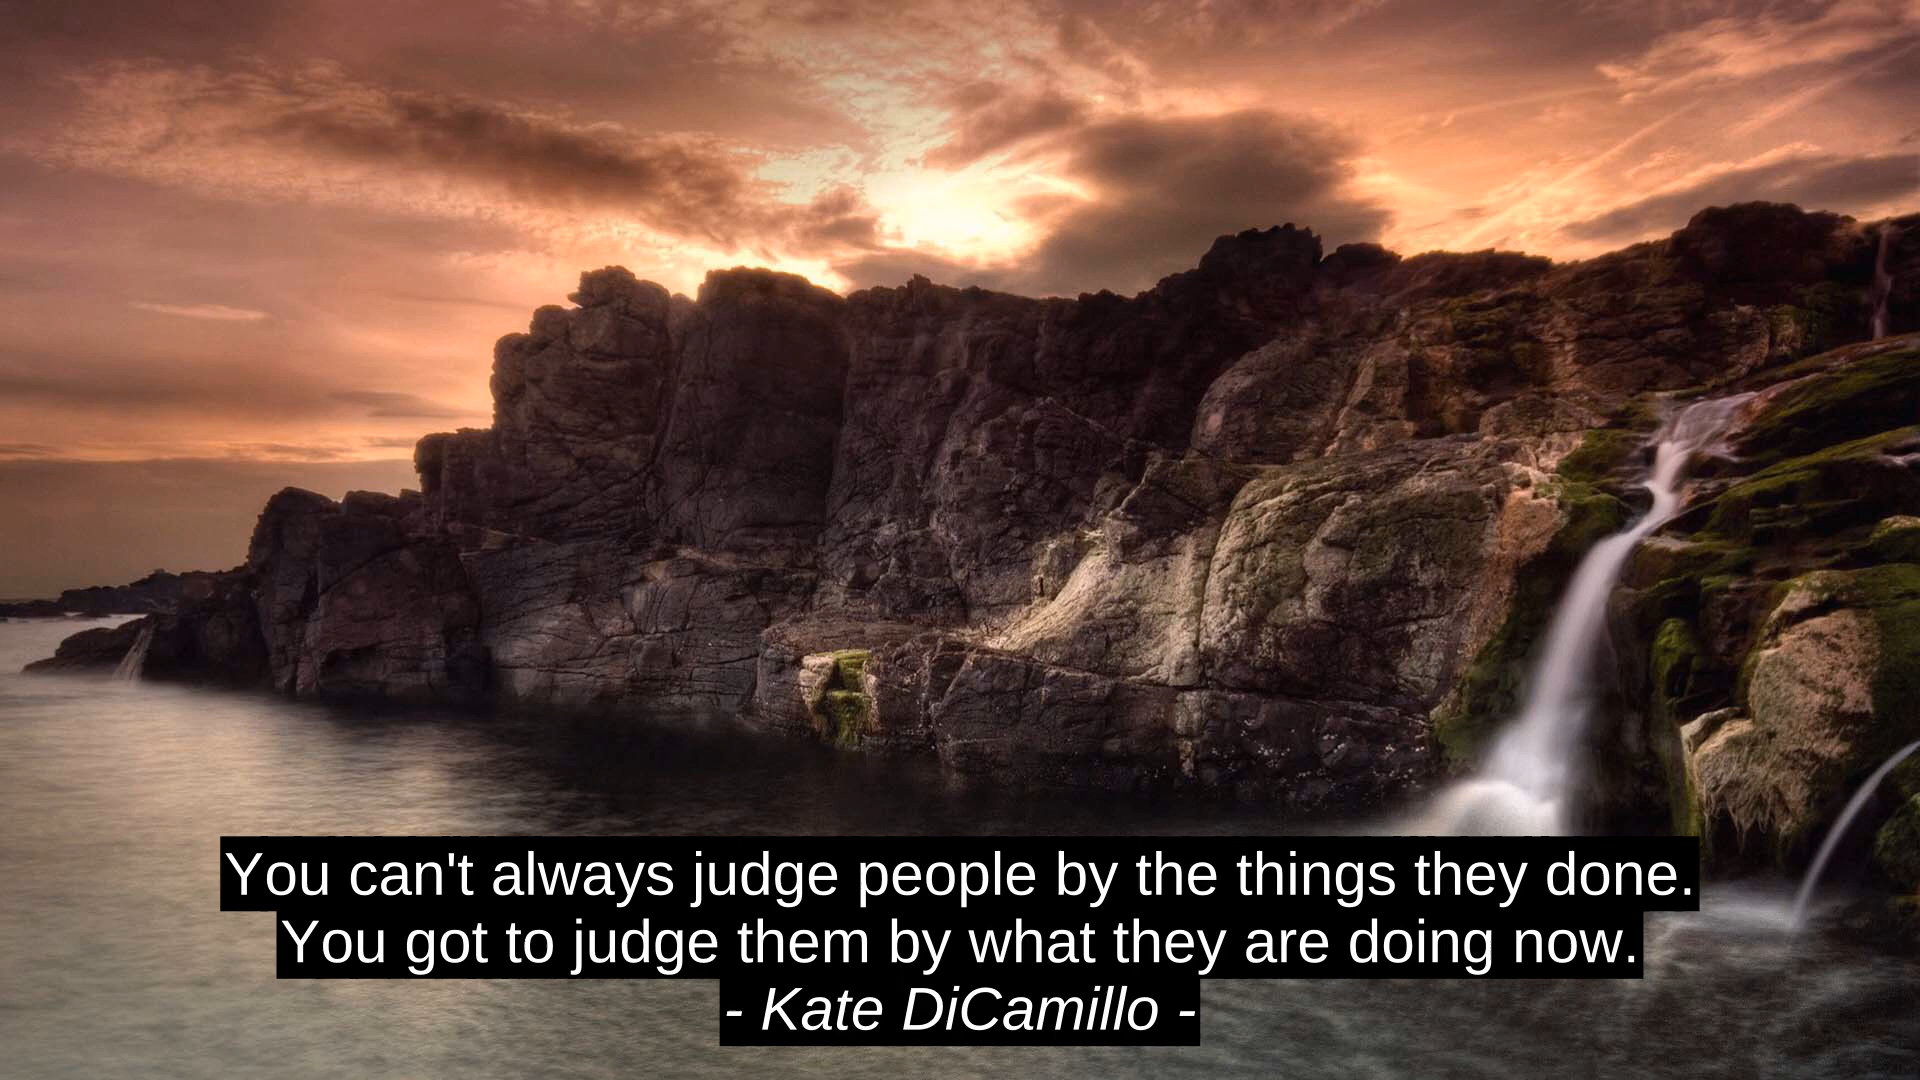 You can't always judge people by the things they done.
You got to judge them by what they are doing now.
- Kate DiCamillo -